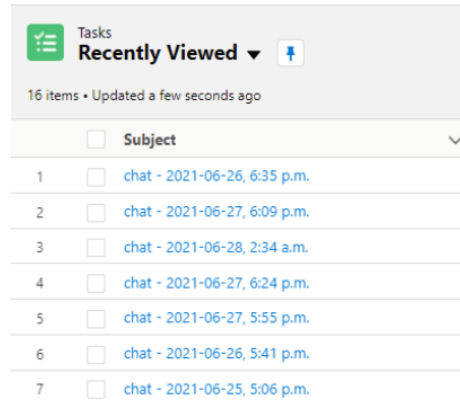 Tasks
Recently Viewed
16 items • Updated a few seconds ago
Subject
1 chat - 2021-06-26, 6:35 p.m.
2 chat - 2021-06-27, 6:09 p.m.
3 chat - 2021-06-28, 2:34 a.m.
4 chat - 2021-06-27, 6:24 p.m.
5 chat - 2021-06-27, 5:55 p.m.
6 chat - 2021-06-26, 5:41 p.m.
7 chat - 2021-06-25, 5:06 p.m.